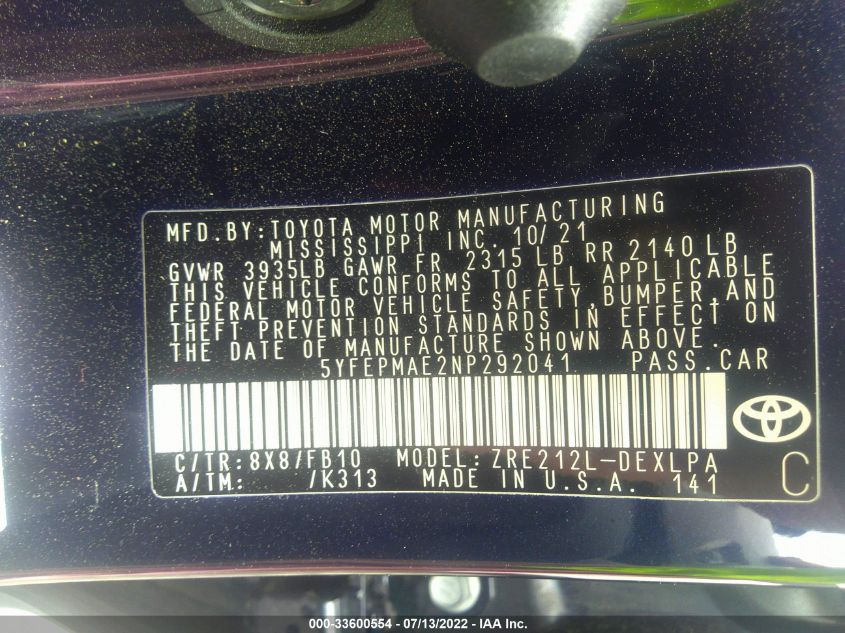 MFD.BY:TOYOTA MOTOR MANUFACTURING
MISSISSIPPI INC. 10/21
GVWR 3935LB GAWR FR 2315 LB RR 2140 LB
THIS VEHICLE CONFORMS TO ALL APPLICABLE
FEDERAL MOTOR VEHICLE SAFETY,BUMPER,AND
THEFT PREVENTION STANDARDS IN EFFECT ON
THE DATE OF MANUFACTURE SHOWN ABOVE.
5YFEPMAE2NP292041 PASS.CAR
C/TR:8X8/FB10 MODEL:ZRE212L-DEXLPA
A/TM: /K313 MADE IN U.S.A. 141
C
000-33600554 - 07/13/2022 - IAA Inc.